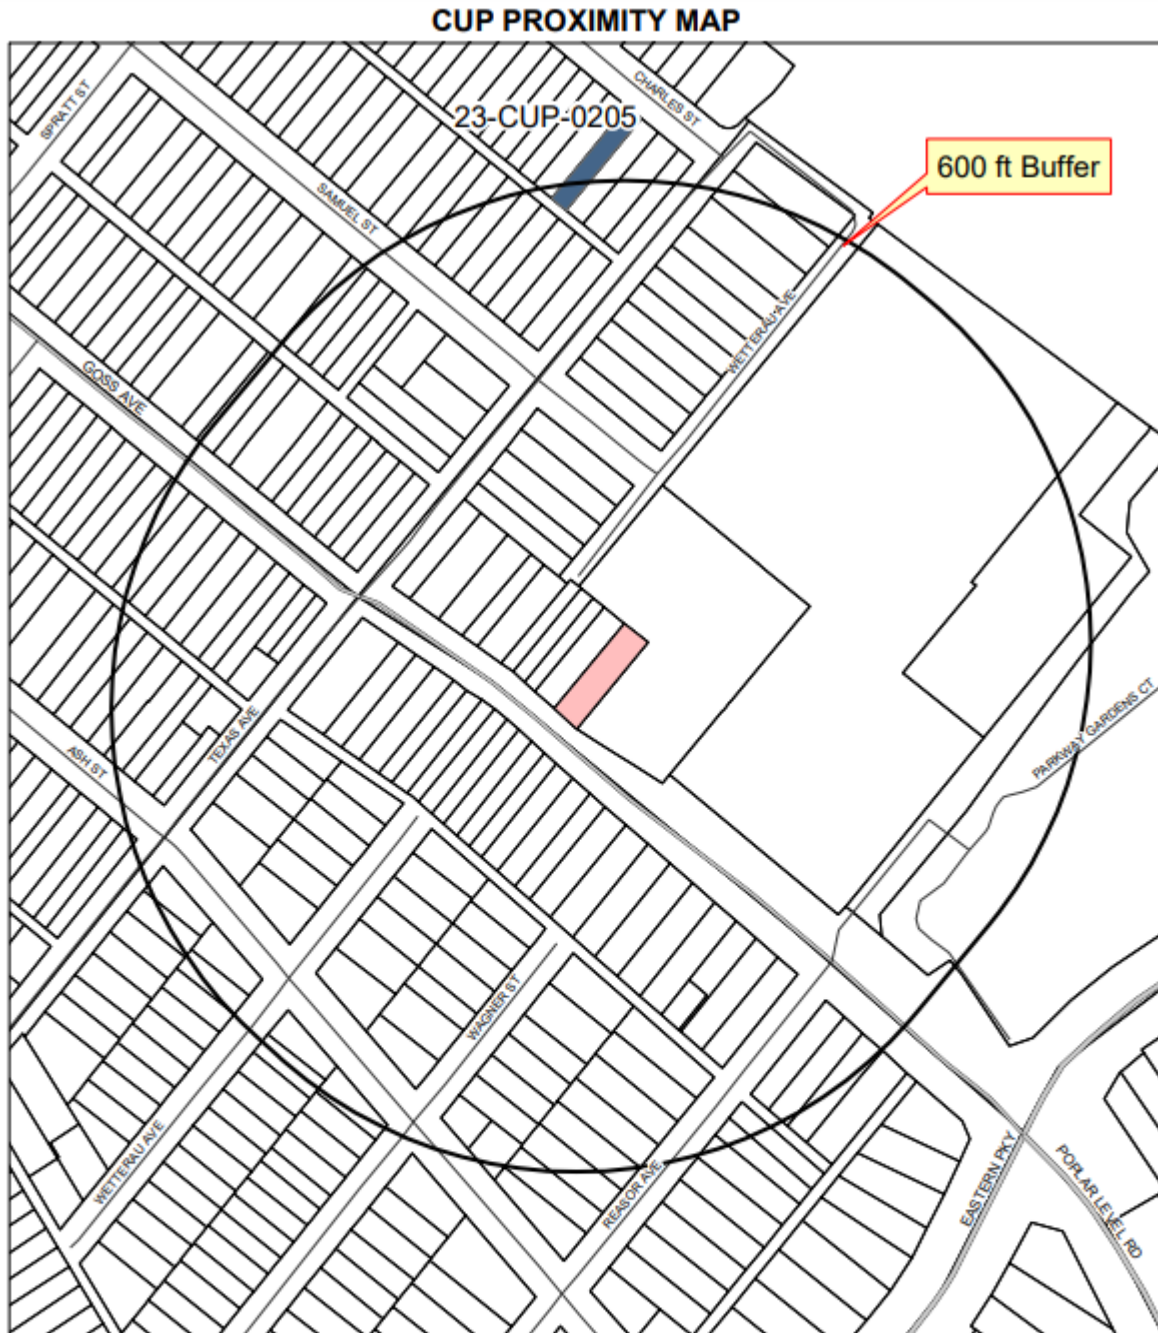 CUP PROXIMITY MAP
CHARLES ST
SPRATT ST
23-CUP-0205
600 ft Buffer
SAMUEL ST
WETTERAU AVE
GOSS AVE
PARKWAY GARDENS CT
TEXAS AVE
ASH ST
WAGNER ST
WETTERAU AVE
REASOR AVE
EASTERN PKY
POPLAR LEVEL RD